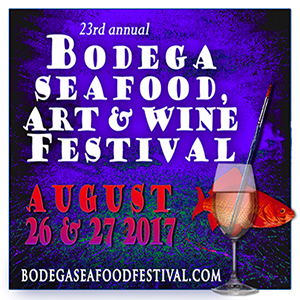 23rd annual
BODEGA
SEAFOOD,
ART & WINE
FESTIVAL
AUGUST
26 & 27 2017
BODEGASEAFOODFESTIVAL.COM